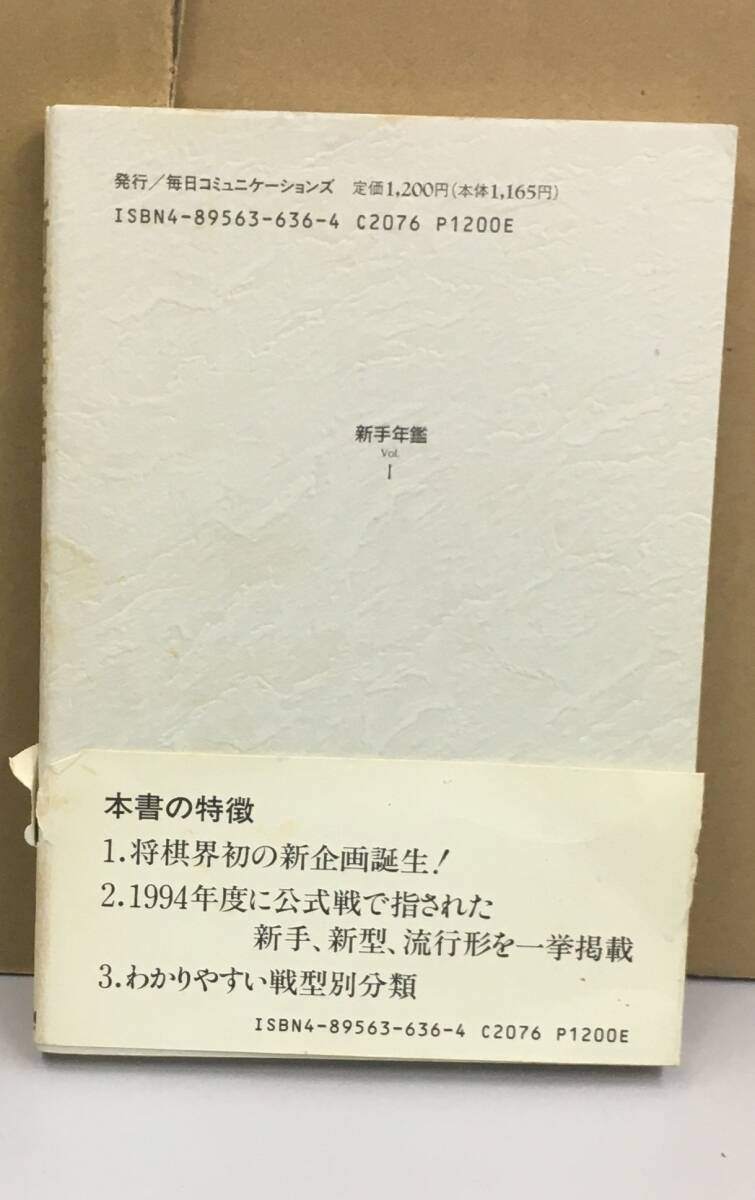 発行／毎日コミュニケーションズ 定価1,200円(本体1,165円)
ISBN4-89563-636-4 C2076 P1200E
新手年鑑
Vol.
I
本書の特徴
1.将棋界初の新企画誕生！
2.1994年度に公式戦で指された
新手、新型、流行形を一挙掲載
3.わかりやすい戦型別分類
ISBN4-89563-636-4 C2076 P1200E